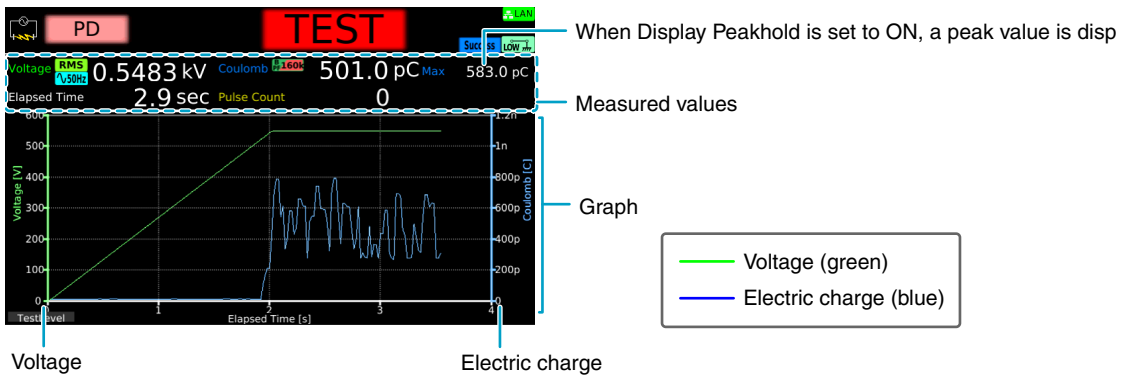 PD
TEST
LAN
Success
LOW
When Display Peakhold is set to ON, a peak value is disp
Voltage RMS 50Hz 0.5483 kV Coulomb 160k 501.0 pC Max 583.0 pC
Elapsed Time 2.9 sec Pulse Count 0
Measured values
600 1.2n
500 1n
400 800p
300 600p
200 400p
100 200p
0 0
Voltage [V]
Coulomb [C]
0 1 2 3 4
TestLevel Elapsed Time [s]
Graph
Voltage (green)
Electric charge (blue)
Voltage
Electric charge